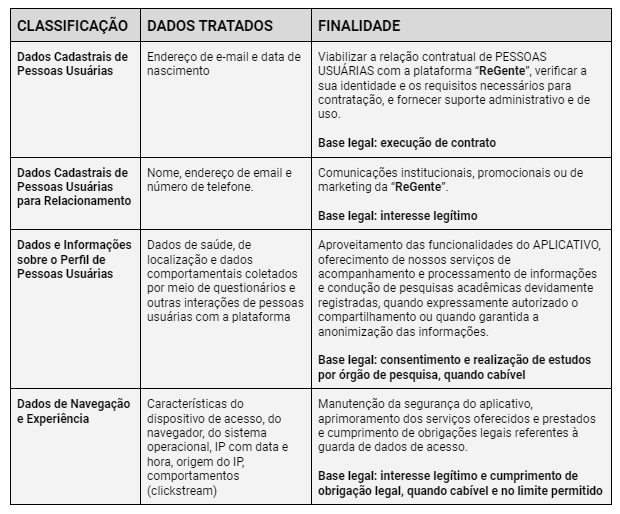 CLASSIFICAÇÃO
DADOS TRATADOS
FINALIDADE
Dados Cadastrais de
Pessoas Usuárias
Endereço de e-mail e data de
nascimento
Viabilizar a relação contratual de PESSOAS
USUÁRIAS com a plataforma “ReGente”, verificar a
sua identidade e os requisitos necessários para
contratação, e fornecer suporte administrativo e de
uso.
Base legal: execução de contrato
Dados Cadastrais de
Pessoas Usuárias
para Relacionamento
Nome, endereço de email e
número de telefone.
Comunicações institucionais, promocionais ou de
marketing da “ReGente”.
Base legal: interesse legítimo
Dados e Informações
sobre o Perfil de
Pessoas Usuárias
Dados de saúde, de
localização e dados
comportamentais coletados
por meio de questionários e
outras interações de pessoas
usuárias com a plataforma
Aproveitamento das funcionalidades do APLICATIVO,
oferecimento de nossos serviços de
acompanhamento e processamento de informações
e condução de pesquisas acadêmicas devidamente
registradas, quando expressamente autorizado o
compartilhamento ou quando garantida a
anonimização das informações.
Base legal: consentimento e realização de estudos
por órgão de pesquisa, quando cabível
Dados de Navegação
e Experiência
Características do
dispositivo de acesso, do
navegador, do sistema
operacional, IP com data e
hora, origem do IP,
comportamentos
(clickstream)
Manutenção da segurança do aplicativo,
aprimoramento dos serviços oferecidos e prestados
e cumprimento de obrigações legais referentes à
guarda de dados de acesso.
Base legal: interesse legítimo e cumprimento de
obrigação legal, quando cabível e no limite permitido